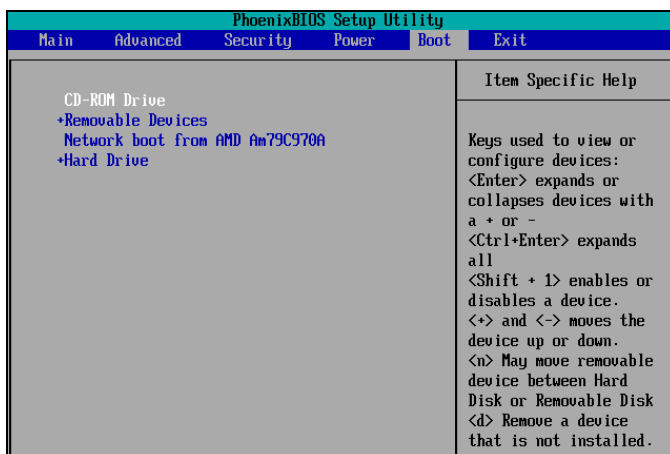 PhoenixBIOS Setup Utility
Main Advanced Security Power Boot Exit
Item Specific Help
CD-ROM Drive
+Removable Devices
Network boot from AMD Am79C970A
+Hard Drive
Keys used to view or
configure devices:
<Enter> expands or
collapses devices with
a + or -
<Ctrl+Enter> expands
all
<Shift + 1> enables or
disables a device.
<+> and <-> moves the
device up or down.
<n> May move removable
device between Hard
Disk or Removable Disk
<d> Remove a device
that is not installed.